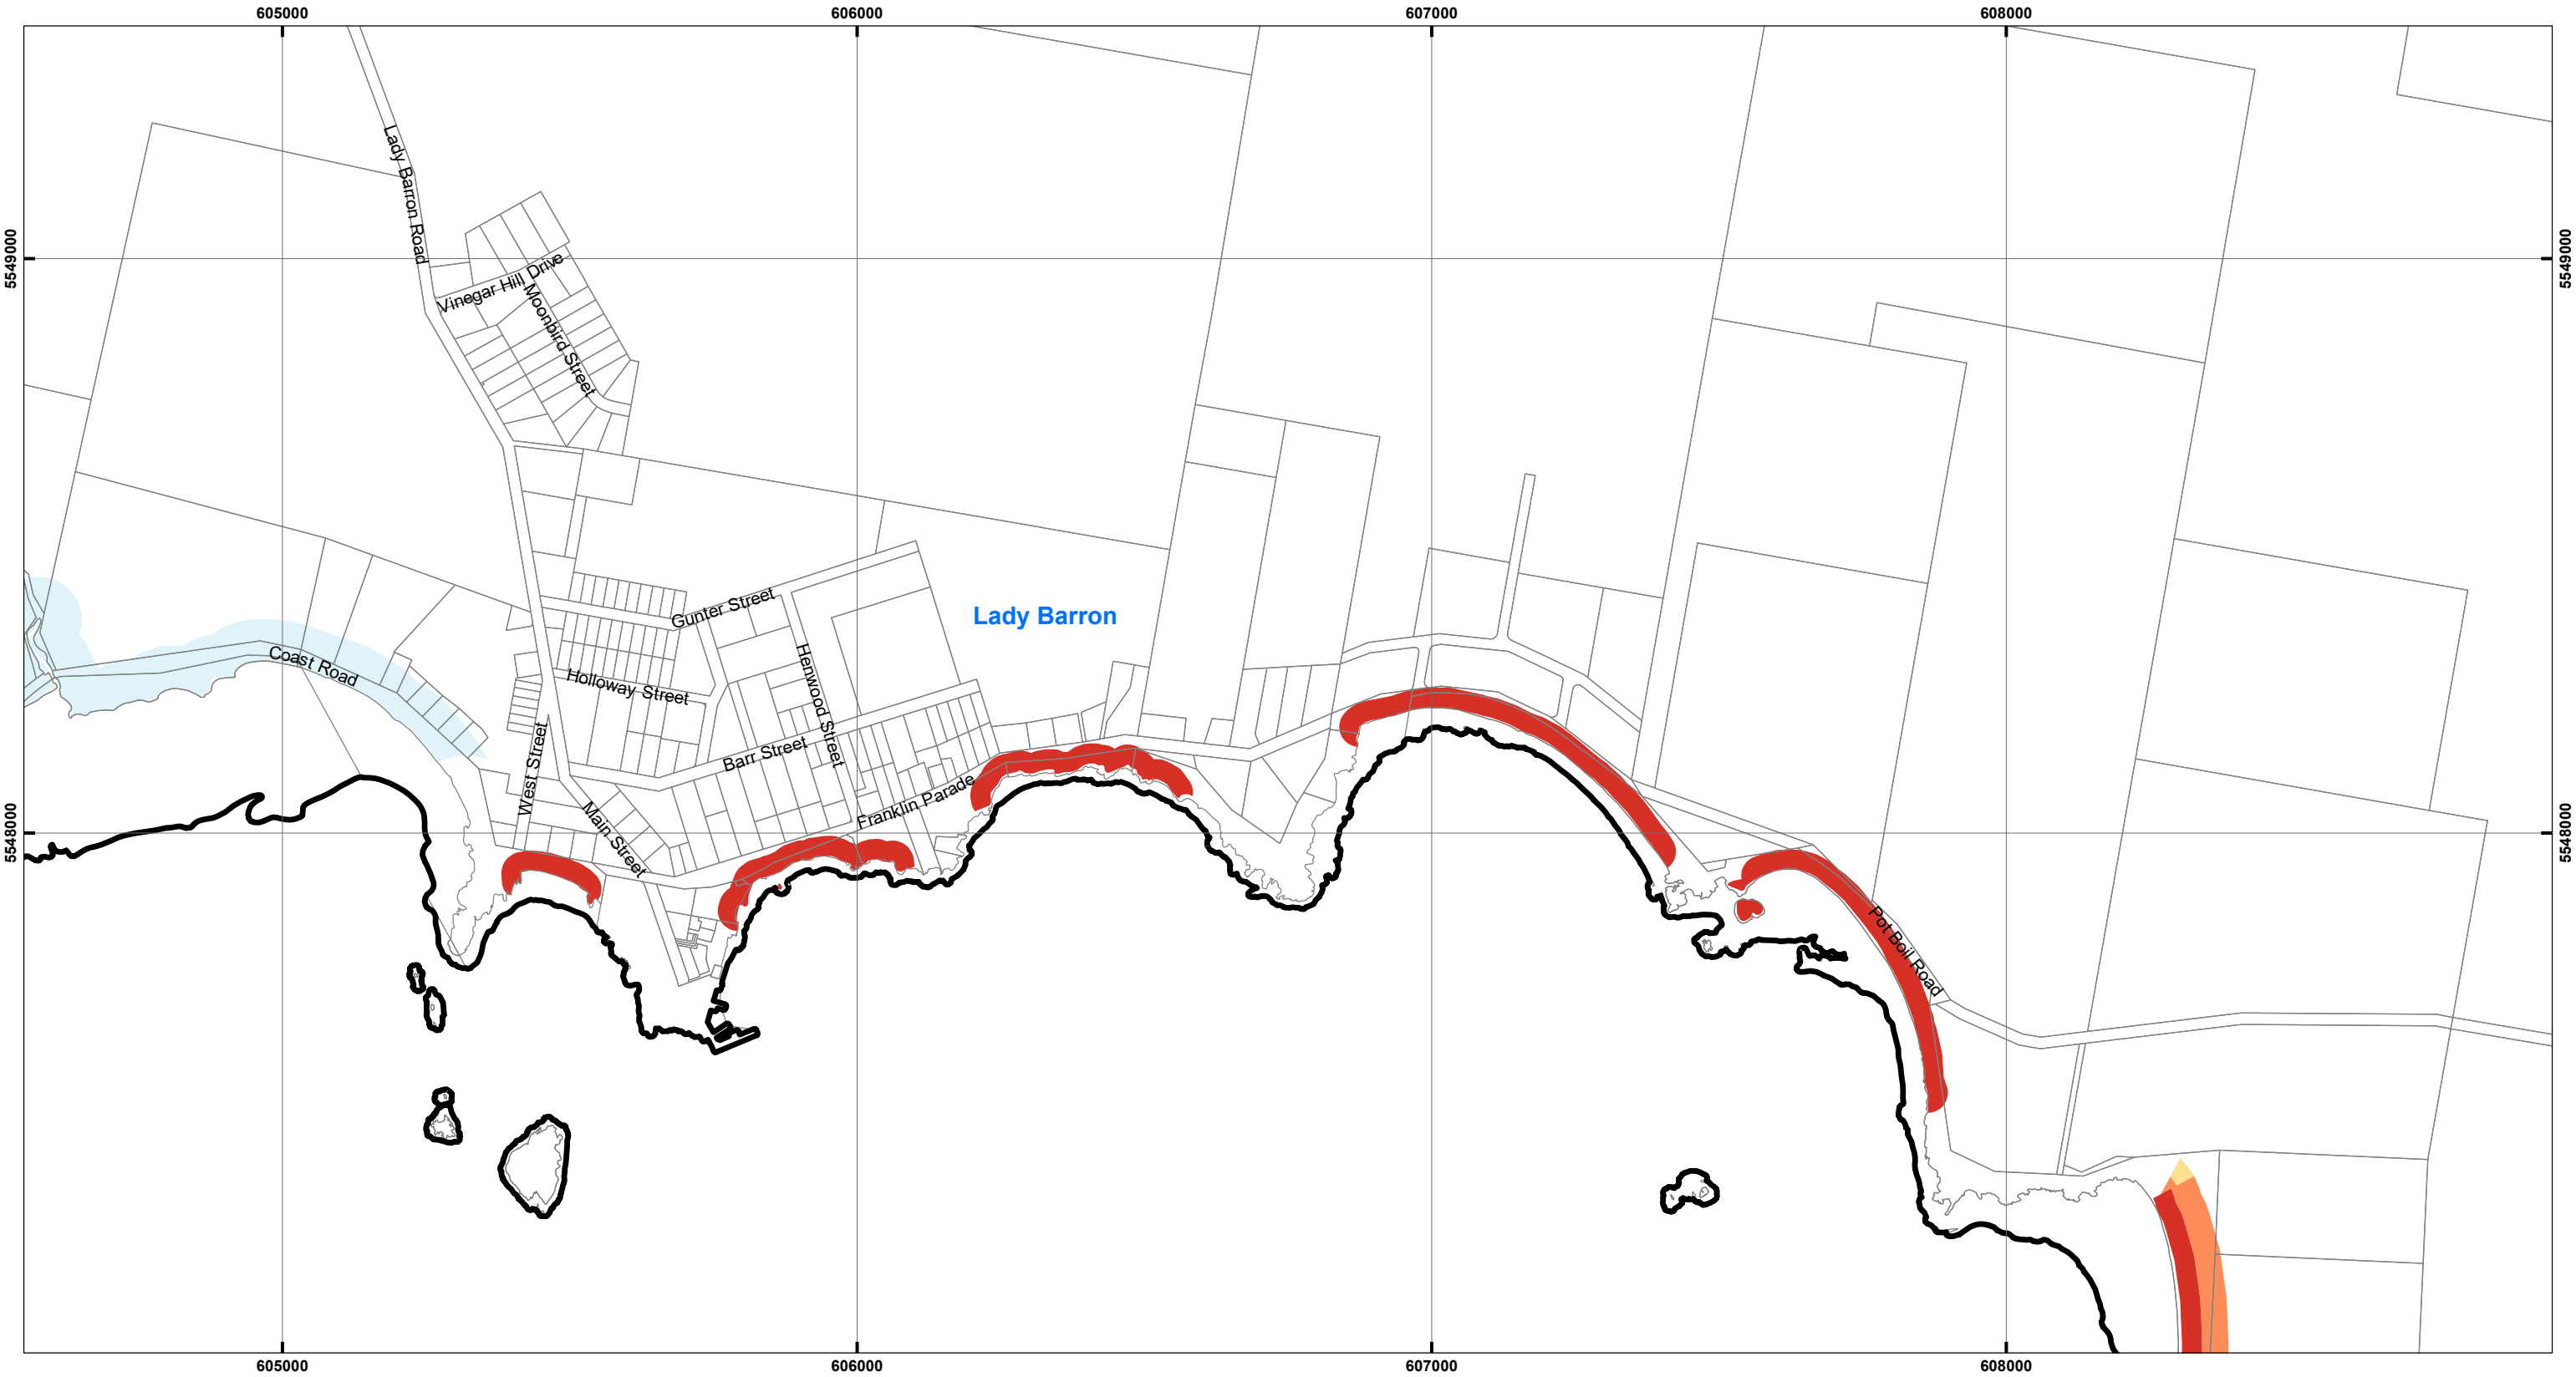 605000
606000
607000
608000
5549000
5549000
Lady Barron Road
Vinegar Hill Drive
Moonbird Street
Gunter Street
Lady Barron
Henwood Street
Coast Road
Holloway Street
West Street
Barr Street
Main Street
Franklin Parade
5548000
5548000
Pot Boil Road
605000
606000
607000
608000